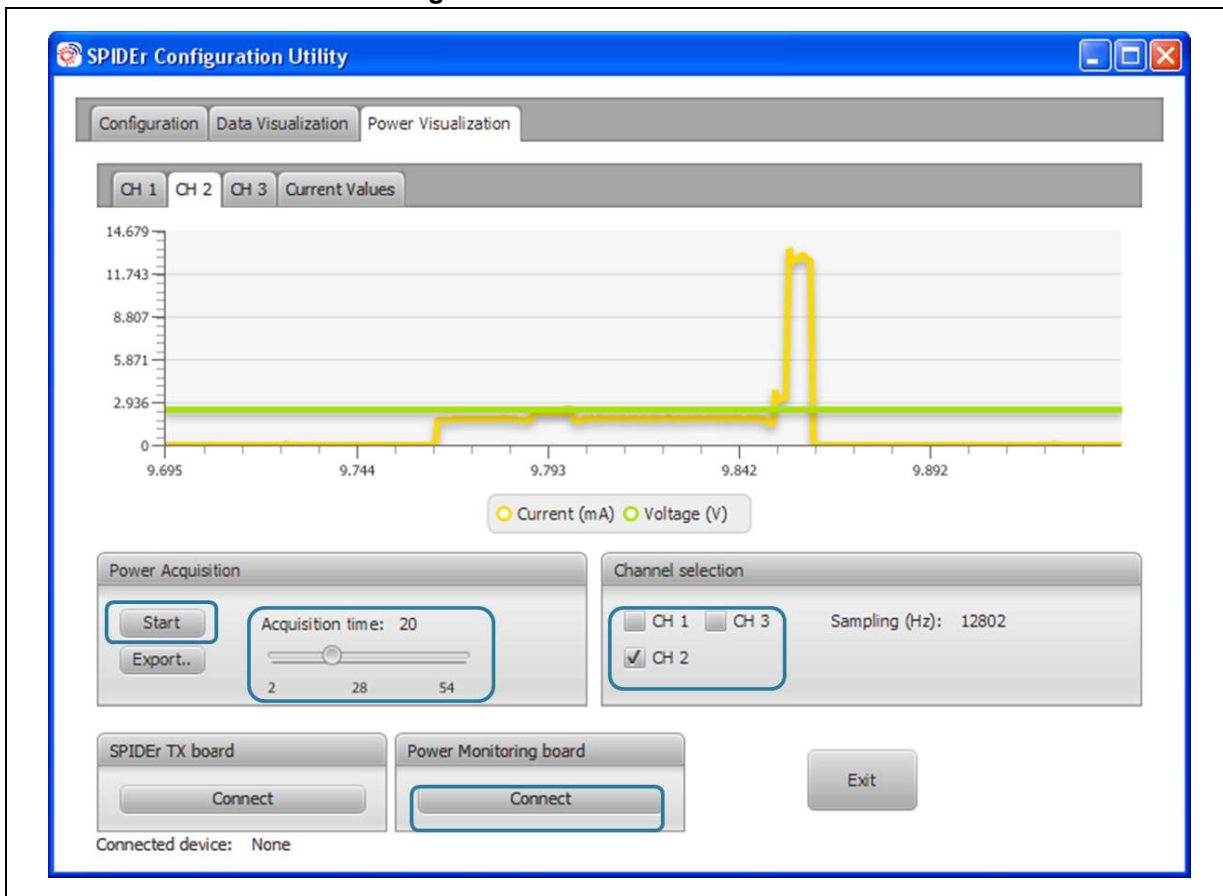 SPIDEr Configuration Utility
Configuration Data Visualization Power Visualization
CH 1 CH 2 CH 3 Current Values
14.679
11.743
8.807
5.871
2.936
0
9.695 9.744 9.793 9.842 9.892
Current (mA) Voltage (V)
Power Acquisition
Start
Acquisition time: 20
Export..
2 28 54
Channel selection
CH 1 CH 3 Sampling (Hz): 12802
CH 2
SPIDEr TX board
Connect
Power Monitoring board
Connect
Exit
Connected device: None